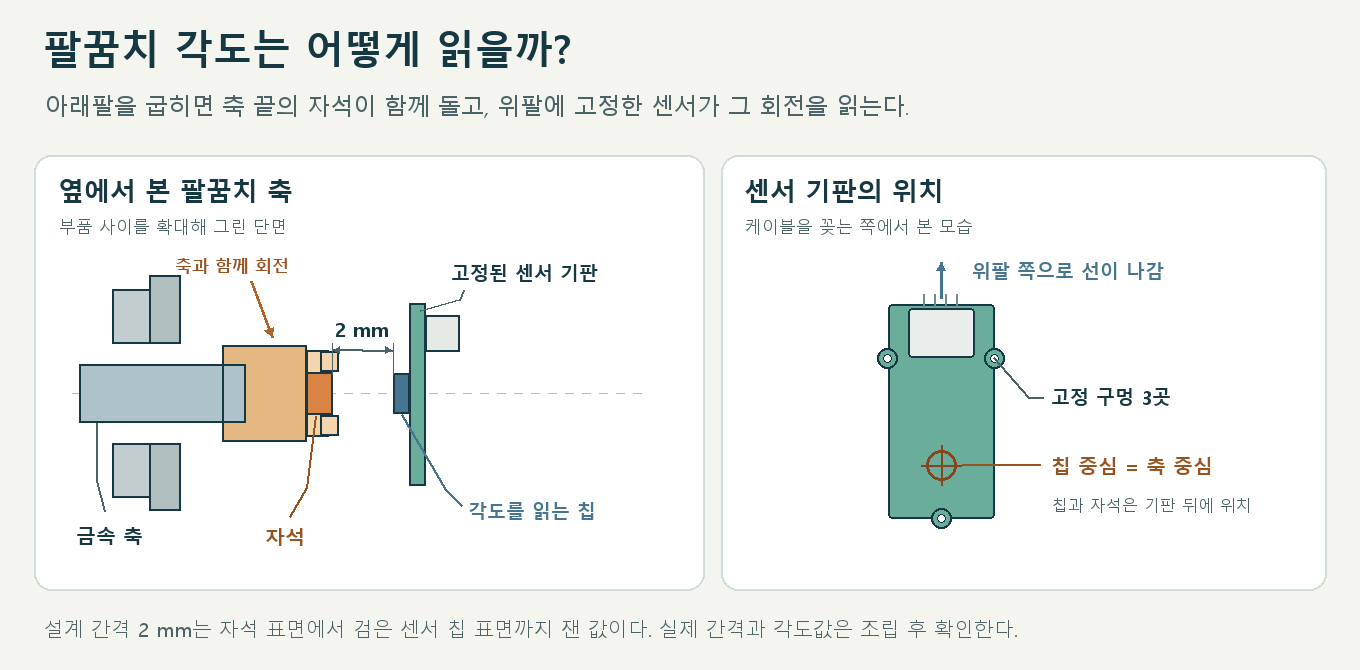 팔꿈치 각도는 어떻게 읽을까?
아래팔을 굽히면 축 끝의 자석이 함께 돌고, 위팔에 고정한 센서가 그 회전을 읽는다.
옆에서 본 팔꿈치 축
부품 사이를 확대해 그린 단면
축과 함께 회전
고정된 센서 기판
2 mm
각도를 읽는 칩
금속 축
자석
센서 기판의 위치
케이블을 꽂는 쪽에서 본 모습
위팔 쪽으로 선이 나감
고정 구멍 3곳
칩 중심 = 축 중심
칩과 자석은 기판 뒤에 위치
설계 간격 2 mm는 자석 표면에서 검은 센서 칩 표면까지 잰 값이다. 실제 간격과 각도값은 조립 후 확인한다.